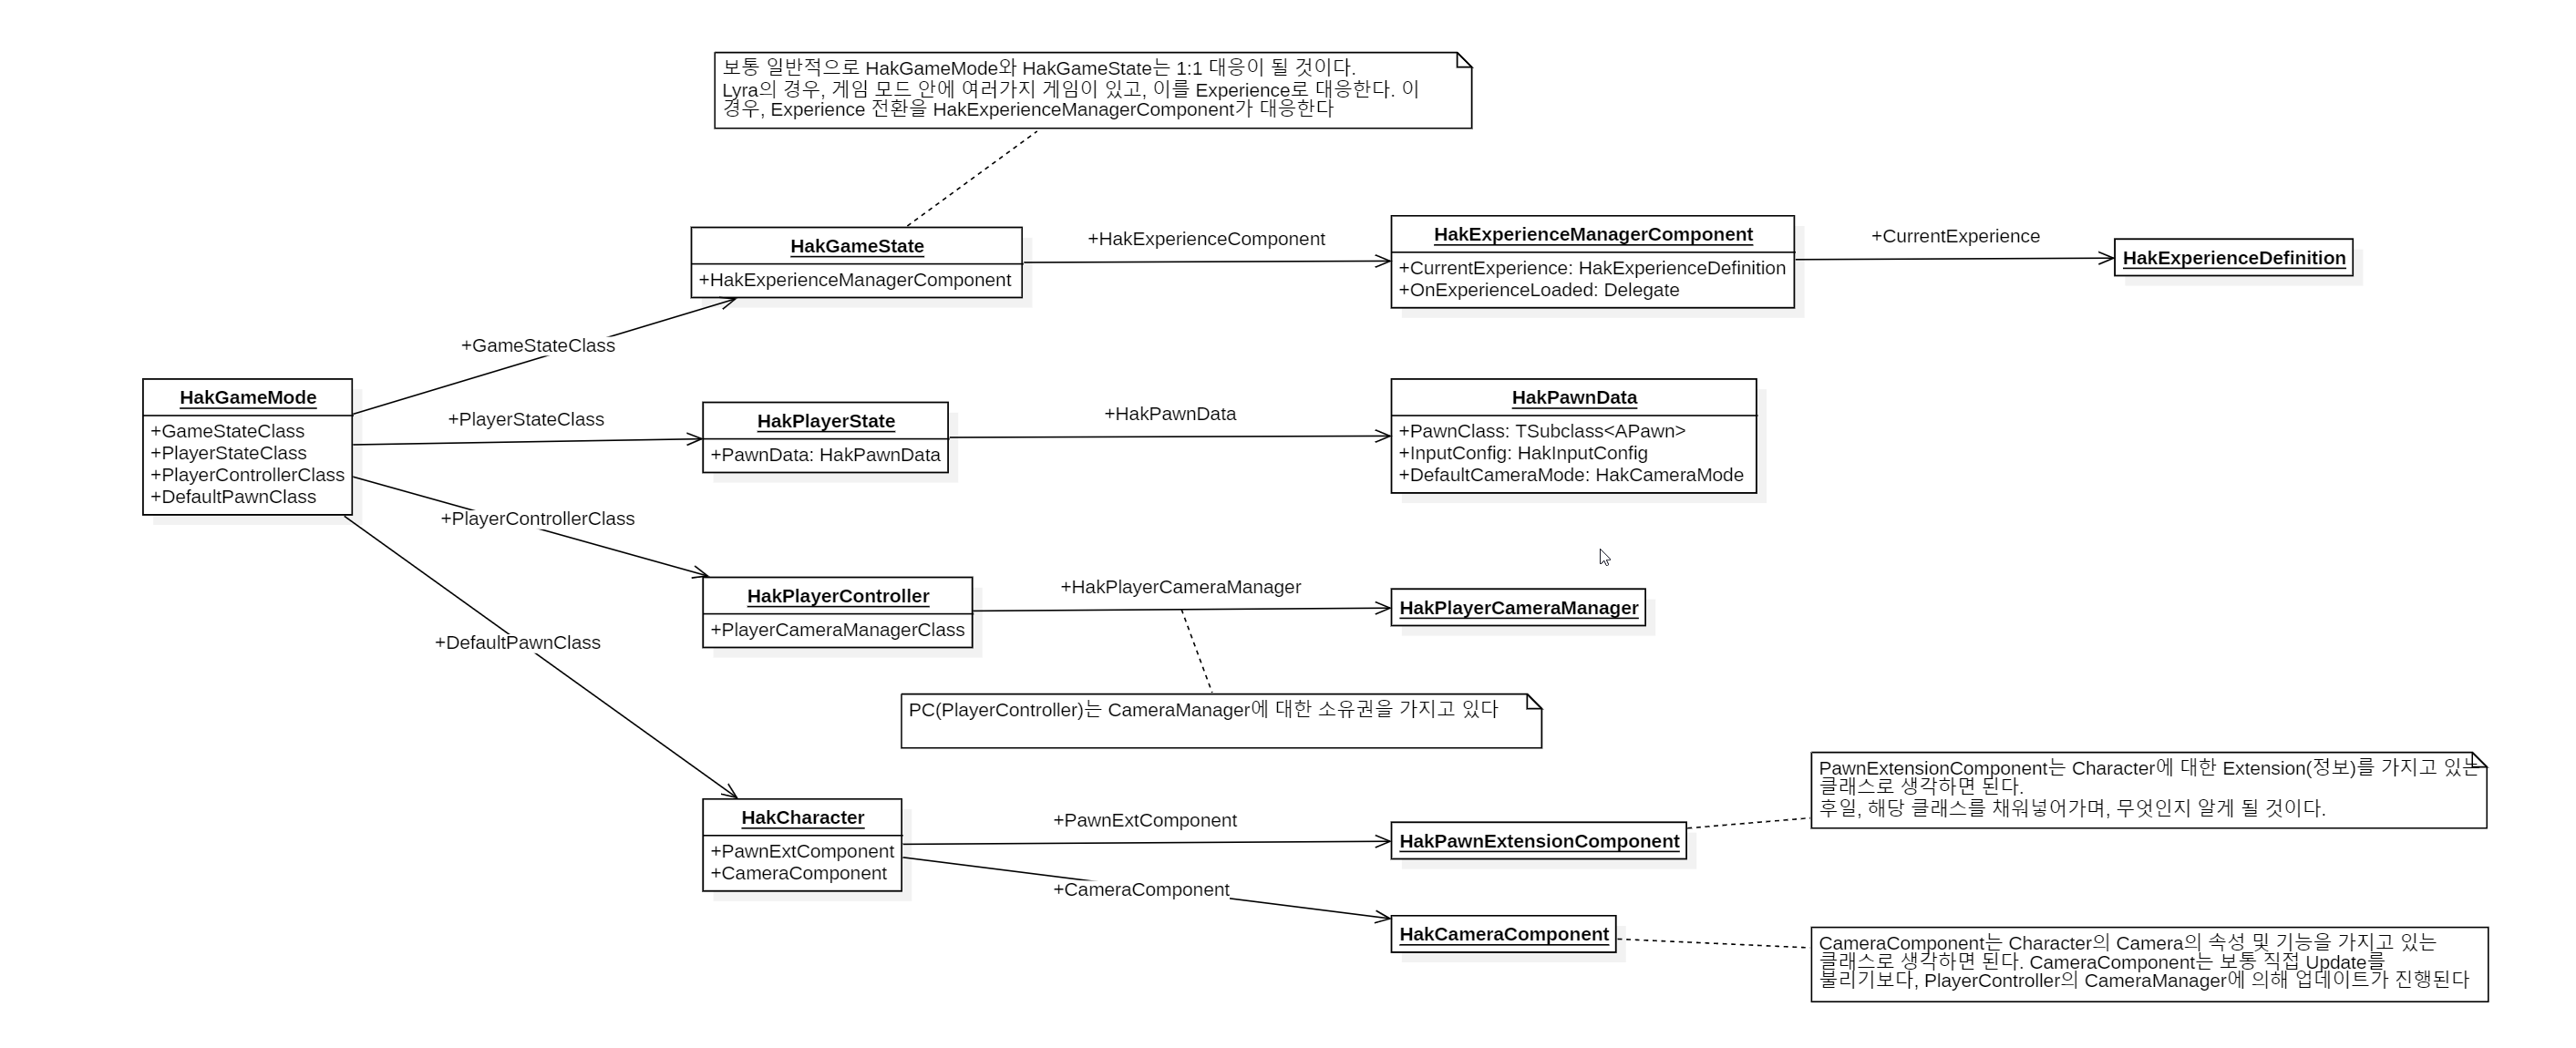 보통 일반적으로 HakGameMode와 HakGameState는 1:1 대응이 될 것이다.
Lyra의 경우, 게임 모드 안에 여러가지 게임이 있고, 이를 Experience로 대응한다. 이
경우, Experience 전환을 HakExperienceManagerComponent가 대응한다
HakGameState
+HakExperienceManagerComponent
+HakExperienceComponent
HakExperienceManagerComponent
+CurrentExperience: HakExperienceDefinition
+OnExperienceLoaded: Delegate
+CurrentExperience
HakExperienceDefinition
+GameStateClass
HakGameMode
+GameStateClass
+PlayerStateClass
+PlayerControllerClass
+DefaultPawnClass
+PlayerStateClass
HakPlayerState
+PawnData: HakPawnData
+HakPawnData
HakPawnData
+PawnClass: TSubclass<APawn>
+InputConfig: HakInputConfig
+DefaultCameraMode: HakCameraMode
+PlayerControllerClass
HakPlayerController
+PlayerCameraManagerClass
+HakPlayerCameraManager
HakPlayerCameraManager
+DefaultPawnClass
PC(PlayerController)는 CameraManager에 대한 소유권을 가지고 있다
HakCharacter
+PawnExtComponent
+CameraComponent
+PawnExtComponent
HakPawnExtensionComponent
PawnExtensionComponent는 Character에 대한 Extension(정보)를 가지고 있는
클래스로 생각하면 된다.
후일, 해당 클래스를 채워넣어가며, 무엇인지 알게 될 것이다.
+CameraComponent
HakCameraComponent
CameraComponent는 Character의 Camera의 속성 및 기능을 가지고 있는
클래스로 생각하면 된다. CameraComponent는 보통 직접 Update를
불리기보다, PlayerController의 CameraManager에 의해 업데이트가 진행된다